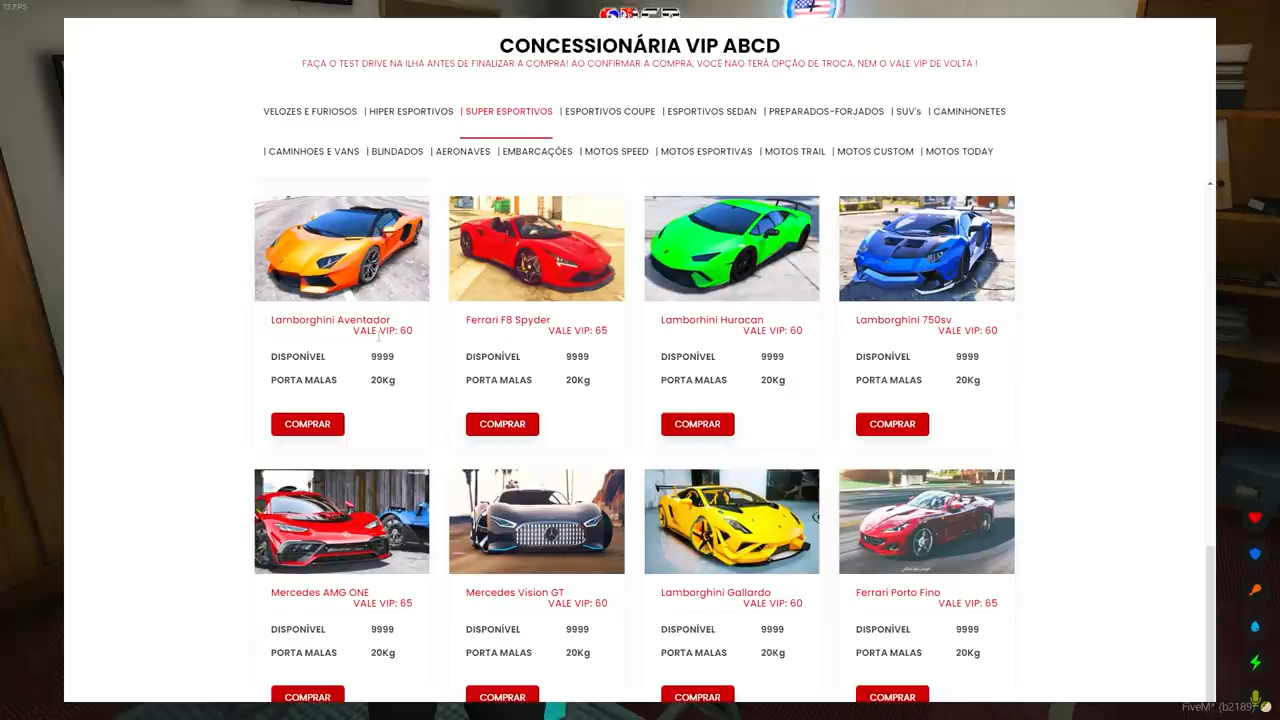 72 FPS
CONCESSIONÁRIA VIP ABCD
FAÇA O TEST DRIVE NA ILHA ANTES DE FINALIZAR A COMPRA! AO CONFIRMAR A COMPRA, VOCÊ NAO TERÁ OPÇÃO DE TROCA, NEM O VALE VIP DE VOLTA !
VELOZES E FURIOSOS | HIPER ESPORTIVOS | SUPER ESPORTIVOS | ESPORTIVOS COUPE | ESPORTIVOS SEDAN | PREPARADOS-FORJADOS | SUV's | CAMINHONETES
| CAMINHOES E VANS | BLINDADOS | AERONAVES | EMBARCAÇÕES | MOTOS SPEED | MOTOS ESPORTIVAS | MOTOS TRAIL | MOTOS CUSTOM | MOTOS TODAY
Lamborghini Aventador Ferrari F8 Spyder Lamborhini Huracan Lamborghini 750sv
VALE VIP: 60 VALE VIP: 65 VALE VIP: 60 VALE VIP: 60
DISPONÍVEL 9999 DISPONÍVEL 9999 DISPONÍVEL 9999 DISPONÍVEL 9999
PORTA MALAS 20Kg PORTA MALAS 20Kg PORTA MALAS 20Kg PORTA MALAS 20Kg
COMPRAR COMPRAR COMPRAR COMPRAR
Mercedes AMG ONE Mercedes Vision GT Lamborghini Gallardo Ferrari Porto Fino
VALE VIP: 65 VALE VIP: 60 VALE VIP: 60 VALE VIP: 65
DISPONÍVEL 9999 DISPONÍVEL 9999 DISPONÍVEL 9999 DISPONÍVEL 9999
PORTA MALAS 20Kg PORTA MALAS 20Kg PORTA MALAS 20Kg PORTA MALAS 20Kg
COMPRAR COMPRAR COMPRAR COMPRAR
FiveM* (b2189)